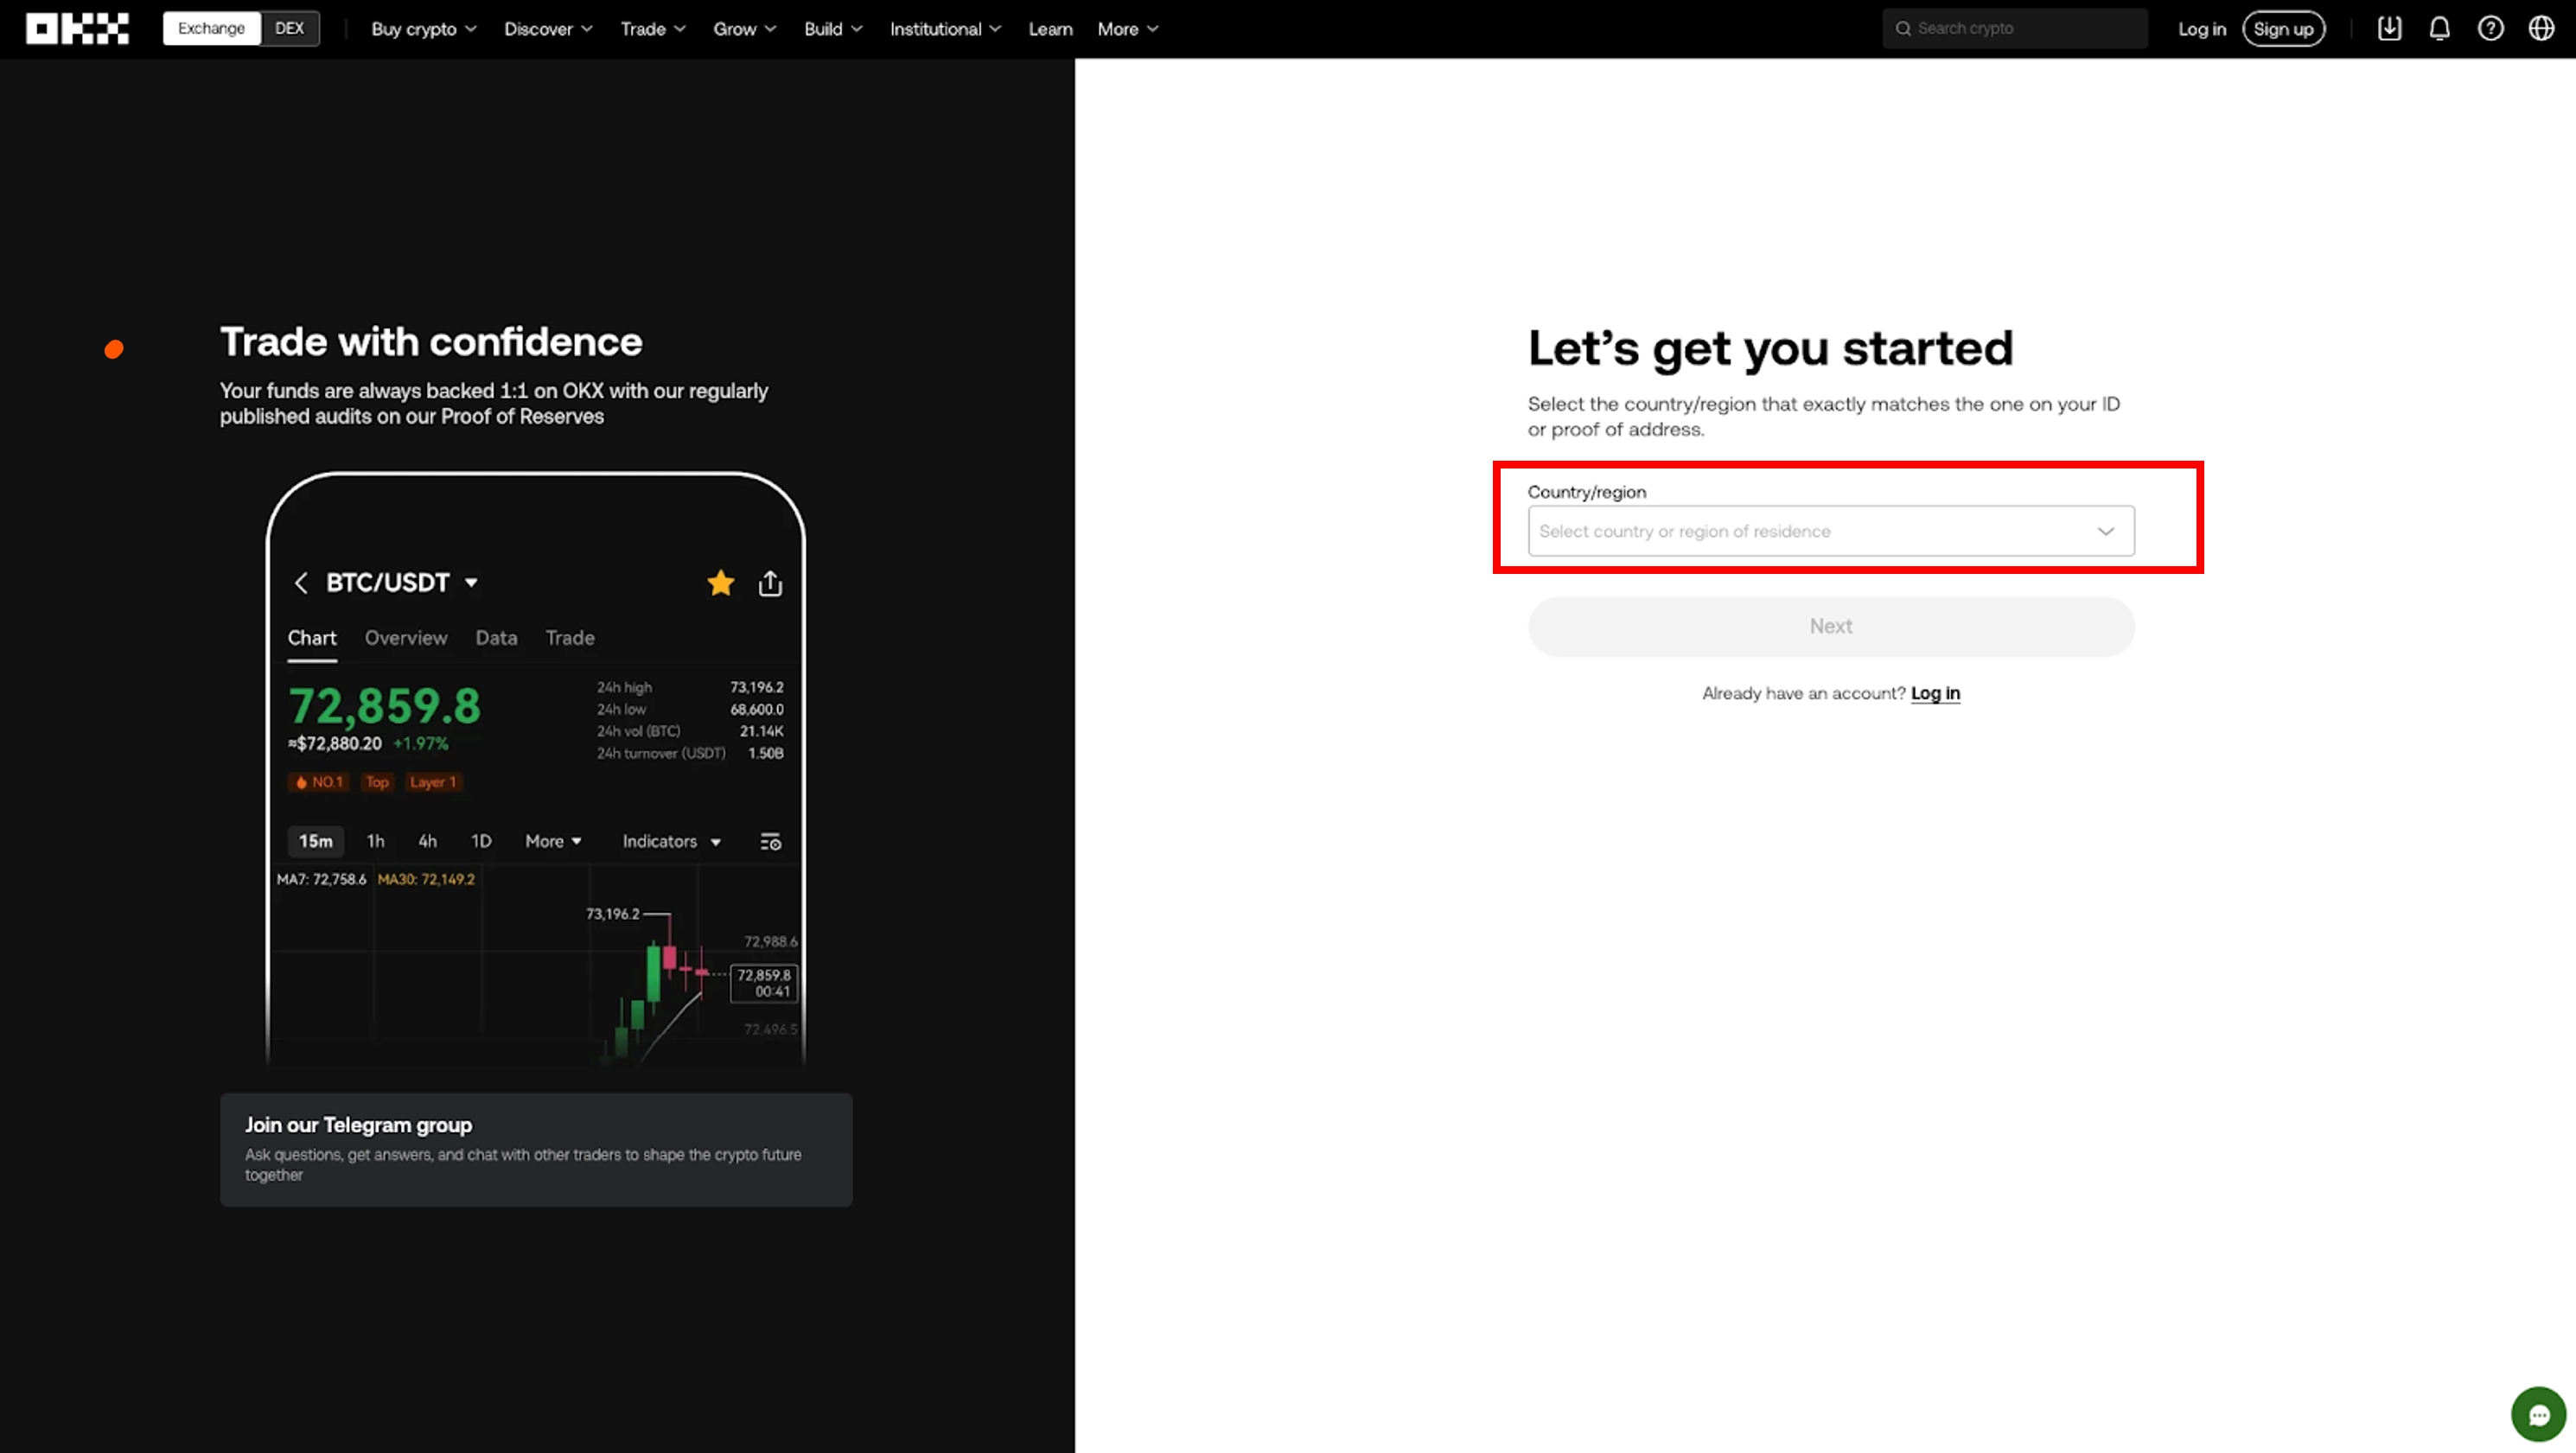 OKX
Exchange
DEX
Buy crypto
Discover
Trade
Grow
Build
Institutional
Learn
More
Search crypto
Log in
Sign up
Trade with confidence
Your funds are always backed 1:1 on OKX with our regularly
published audits on our Proof of Reserves
BTC/USDT
Chart
Overview
Data
Trade
72,859.8
≈$72,880.20 +1.97%
24h high 73,196.2
24h low 68,600.0
24h vol (BTC) 21.14K
24h turnover (USDT) 1.50B
NO.1
Top
Layer 1
15m
1h
4h
1D
More
Indicators
MA7: 72,758.6 MA30: 72,149.2
73,196.2
72,988.6
72,859.8
00:41
72,496.5
Join our Telegram group
Ask questions, get answers, and chat with other traders to shape the crypto future
together
Let's get you started
Select the country/region that exactly matches the one on your ID
or proof of address.
Country/region
Select country or region of residence
Next
Already have an account? Log in